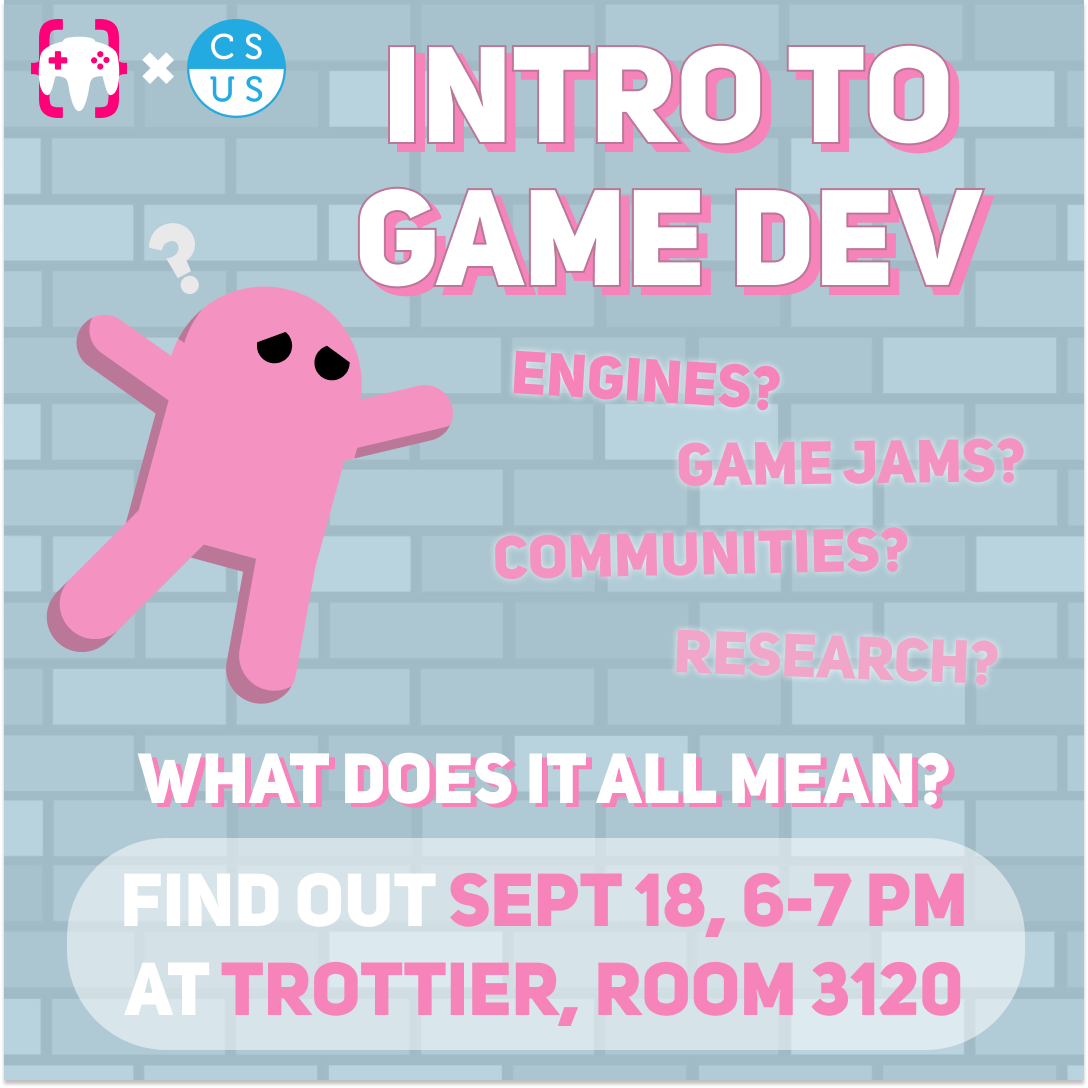 CS
US
INTRO TO
GAME DEV
?
ENGINES?
GAME JAMS?
COMMUNITIES?
RESEARCH?
WHAT DOES IT ALL MEAN?
FIND OUT SEPT 18, 6-7 PM
AT TROTTIER, ROOM 3120